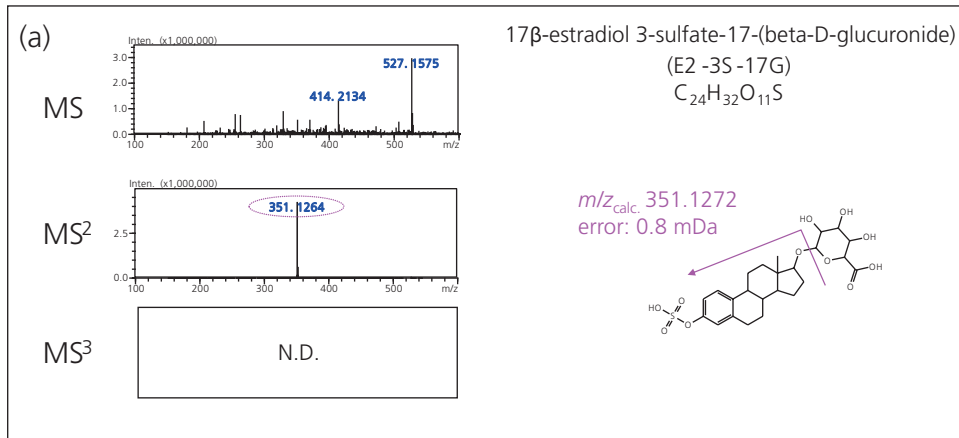 (a)
17β-estradiol 3-sulfate-17-(beta-D-glucuronide)
(E2 -3S -17G)
C24H32O11S
MS
Inten. (x1,000,000)
3.0
2.0
1.0
0.0
527.1575
414.2134
100 200 300 400 500 m/z
MS2
Inten. (x1,000,000)
2.5
0.0
351.1264
100 200 300 400 500 m/z
m/zcalc. 351.1272
error: 0.8 mDa
HO
OH
OH
O
O
OH
O
HO
O
S
O
O
MS3
N.D.